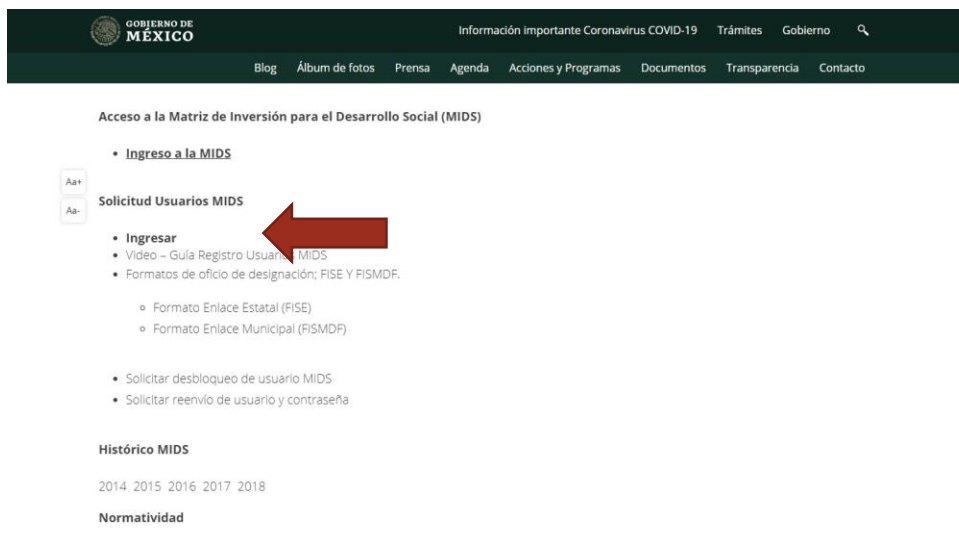 GOBIERNO DE
MÉXICO
Información importante Coronavirus COVID-19 Trámites Gobierno
Blog Álbum de fotos Prensa Agenda Acciones y Programas Documentos Transparencia Contacto
Acceso a la Matriz de Inversión para el Desarrollo Social (MIDS)
• Ingreso a la MIDS
Aa+
Aa-
Solicitud Usuarios MIDS
• Ingresar
• Video – Guía Registro Usuarios MIDS
• Formatos de oficio de designación; FISE Y FISMDF.
Formato Enlace Estatal (FISE)
Formato Enlace Municipal (FISMDF)
• Solicitar desbloqueo de usuario MIDS
• Solicitar reenvío de usuario y contraseña
Histórico MIDS
2014 2015 2016 2017 2018
Normatividad